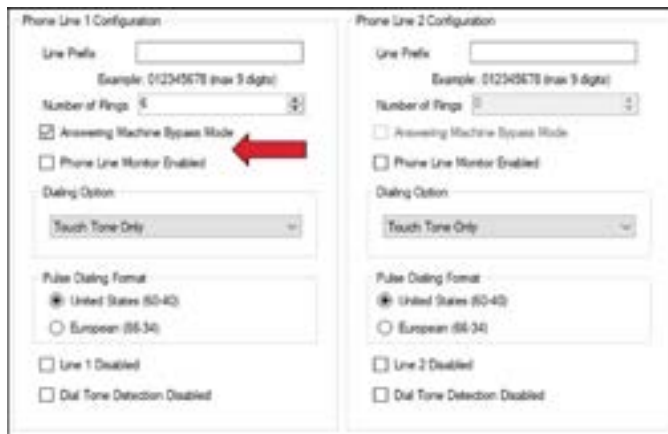 Phone Line 1 Configuration
Line Prefix
Example: 012345678 (max 9 digits)
Number of Rings 6
Answering Machine Bypass Mode
Phone Line Monitor Enabled
Dialing Option
Touch Tone Only
Pulse Dialing Format
United States (60-40)
European (66-34)
Line 1 Disabled
Dial Tone Detection Disabled
Phone Line 2 Configuration
Line Prefix
Example: 012345678 (max 9 digits)
Number of Rings 0
Answering Machine Bypass Mode
Phone Line Monitor Enabled
Dialing Option
Touch Tone Only
Pulse Dialing Format
United States (60-40)
European (66-34)
Line 2 Disabled
Dial Tone Detection Disabled